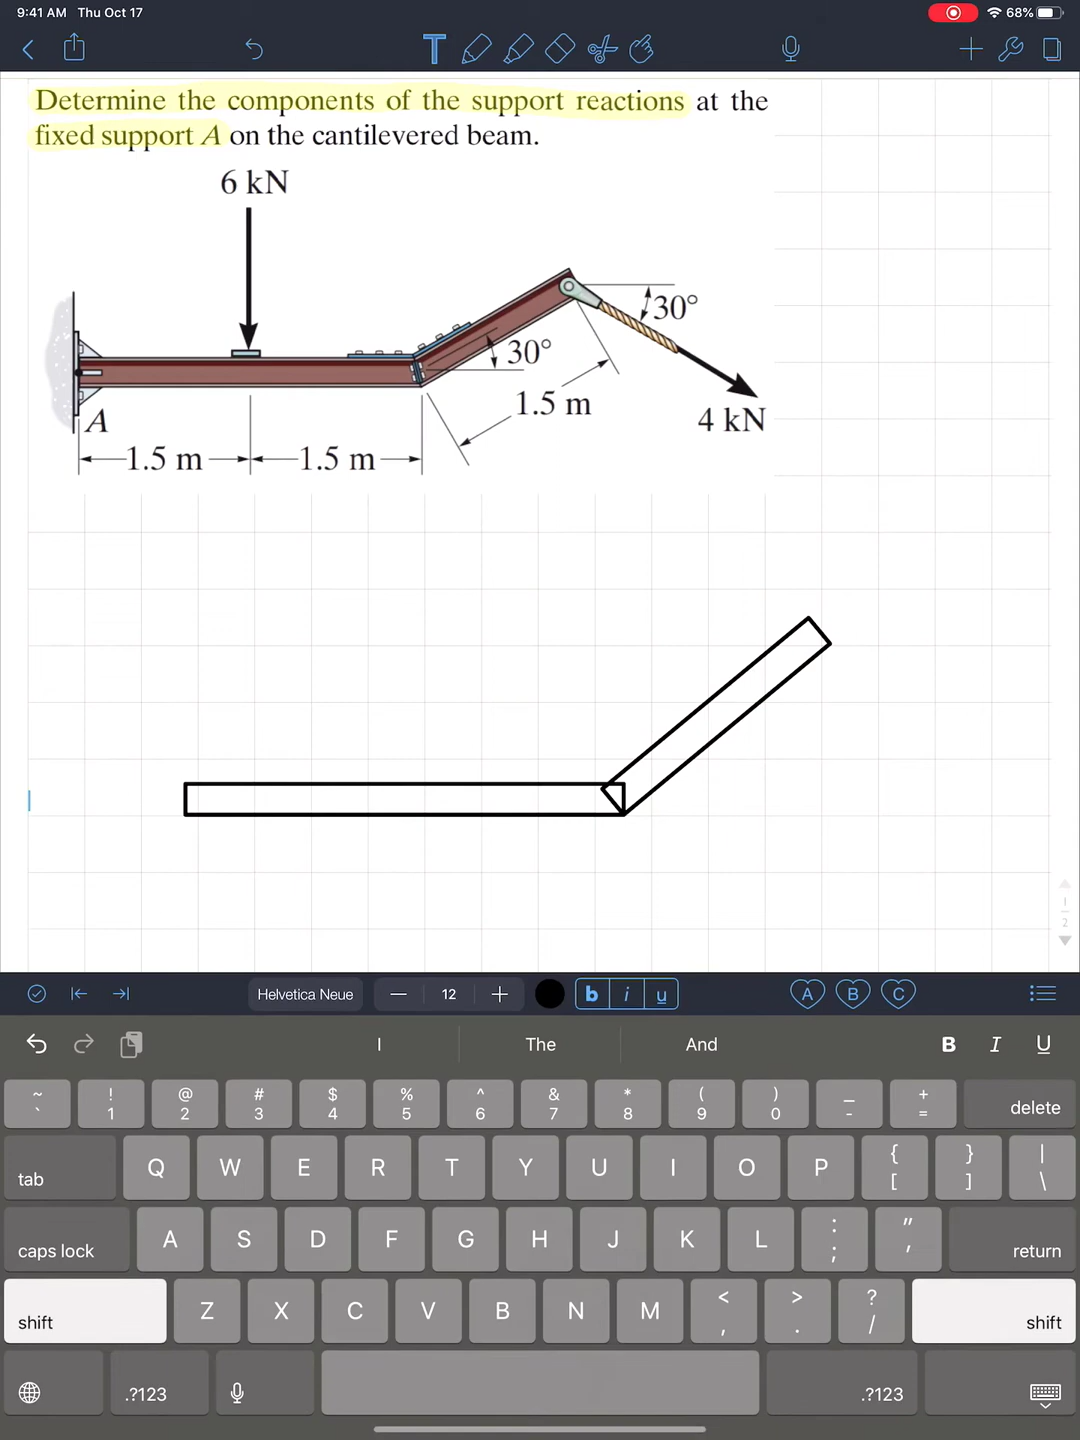 9:41 AM Thu Oct 17
68%
T
Determine the components of the support reactions at the
fixed support A on the cantilevered beam.
6 kN
30°
30°
1.5 m
4 kN
A
1.5 m
1.5 m
1
2
Helvetica Neue
— 12 +
b i u
A B C
I The And
B I U
~ ` ! 1 @ 2 # 3 $ 4 % 5 ^ 6 & 7 * 8 ( 9 ) 0 _ - + = delete
tab Q W E R T Y U I O P { [ } ] | \
caps lock A S D F G H J K L : ; " ' return
shift Z X C V B N M < , > . ? / shift
.?123 .?123